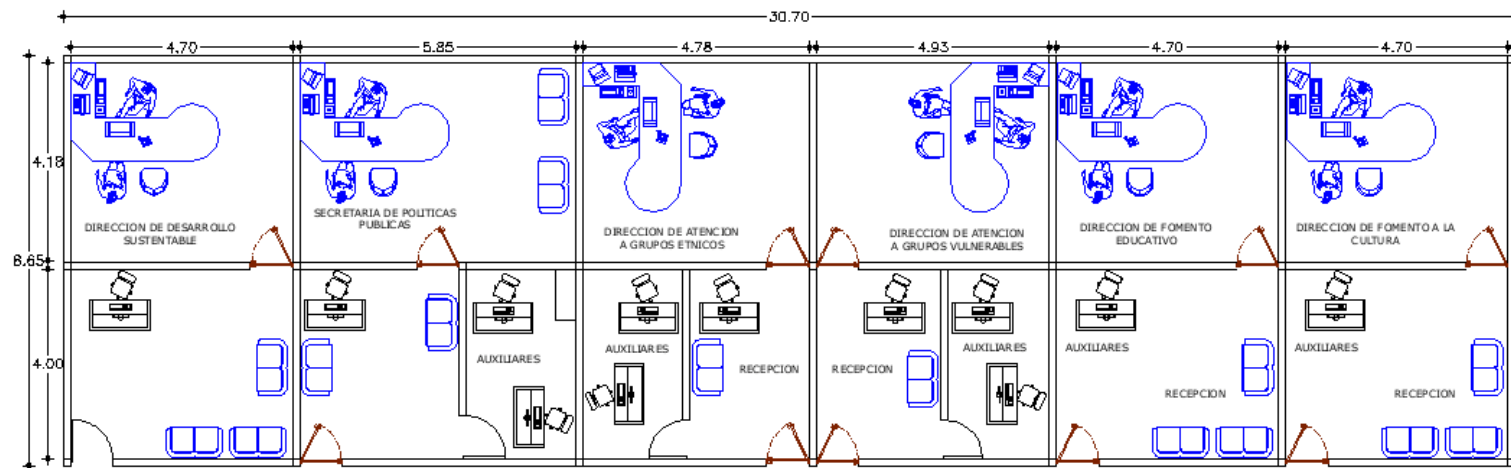 30.70
4.70
5.85
4.78
4.93
4.70
4.70
4.18
DIRECCION DE DESARROLLO
SUSTENTABLE
SECRETARIA DE POLITICAS
PUBLICAS
DIRECCION DE ATENCION
A GRUPOS ETNICOS
DIRECCION DE ATENCION
A GRUPOS VULNERABLES
DIRECCION DE FOMENTO
EDUCATIVO
DIRECCION DE FOMENTO A LA
CULTURA
8.65
4.00
AUXILIARES
AUXILIARES
RECEPCION
RECEPCION
AUXILIARES
AUXILIARES
RECEPCION
AUXILIARES
RECEPCION